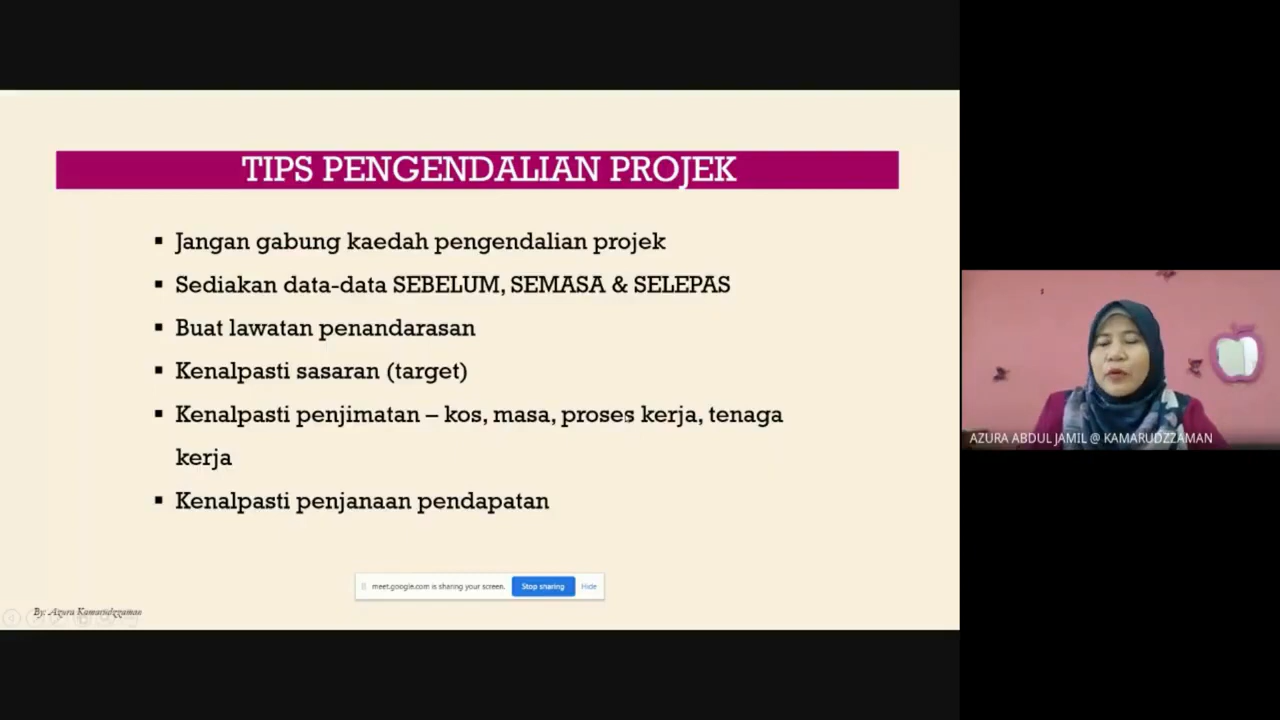 TIPS PENGENDALIAN PROJEK
Jangan gabung kaedah pengendalian projek
Sediakan data-data SEBELUM, SEMASA & SELEPAS
Buat lawatan penandarasan
Kenalpasti sasaran (target)
Kenalpasti penjimatan – kos, masa, proses kerja, tenaga
kerja
Kenalpasti penjanaan pendapatan
meet.google.com is sharing your screen. Stop sharing Hide
By: Azura Kamarudzzaman
AZURA ABDUL JAMIL @ KAMARUDZZAMAN